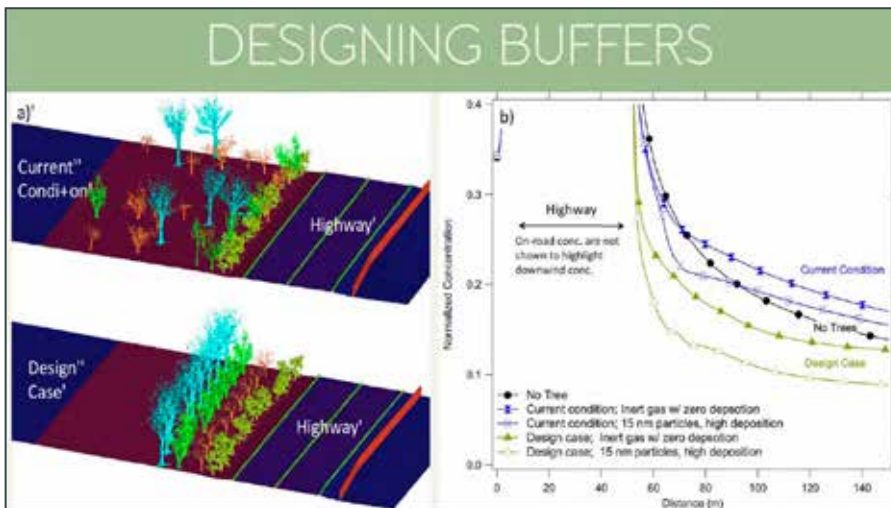 DESIGNING BUFFERS
a)'
Current''
Condi+on'
Highway'
Design''
Case'
Highway'
b)
0.4
0.3
0.2
0.1
0.0
Normalized Concentration
Highway
On-road conc. are not
shown to highlight
downwind conc.
Current Condition
No Trees
Design Case
No Tree
Current condition; Inert gas w/ zero depsotion
Current condition; 15 nm particles, high deposition
Design case; Inert gas w/ zero depsotion
Design case; 15 nm particles, high deposition
0 20 40 60 80 100 120 140
Distance (m)